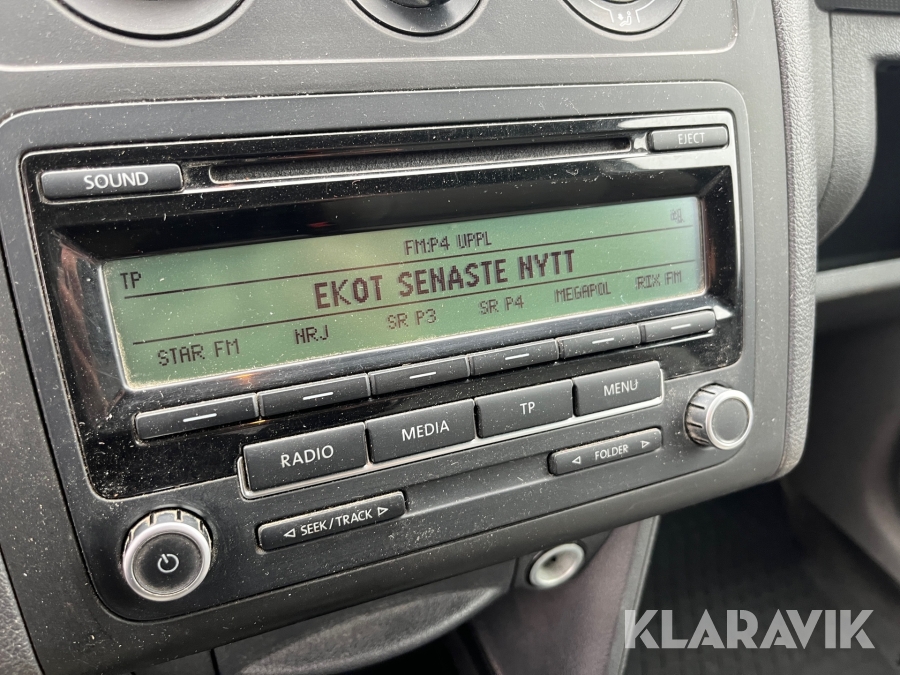 EJECT
SOUND
FM:P4 UPPL
TP
EKOT SENASTE NYTT
STAR FM NRJ SR P3 SR P4 MEGAPOL RIX FM
RADIO MEDIA TP MENU
SEEK/TRACK FOLDER
KLARAVIK